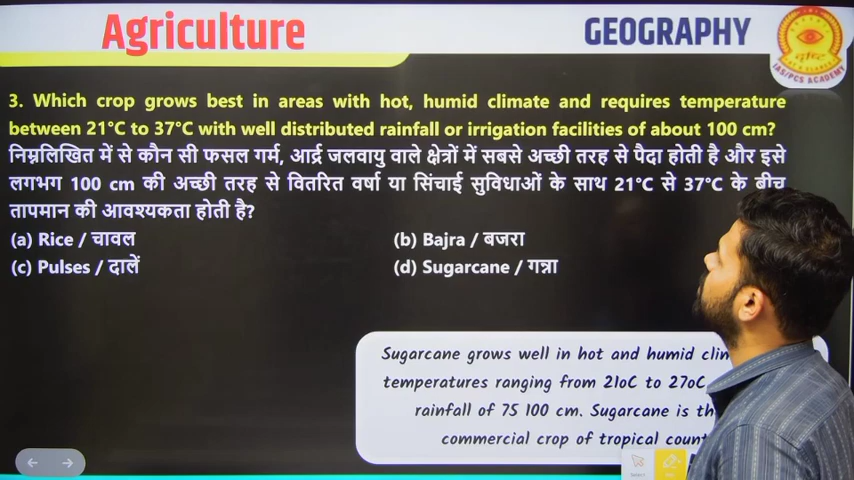 Agriculture
GEOGRAPHY
दृष्टि
IAS/PCS ACADEMY
3. Which crop grows best in areas with hot, humid climate and requires temperature
between 21°C to 37°C with well distributed rainfall or irrigation facilities of about 100 cm?
निम्नलिखित में से कौन सी फसल गर्म, आर्द्र जलवायु वाले क्षेत्रों में सबसे अच्छी तरह से पैदा होती है और इसे
लगभग 100 cm की अच्छी तरह से वितरित वर्षा या सिंचाई सुविधाओं के साथ 21°C से 37°C के बीच
तापमान की आवश्यकता होती है?
(a) Rice / चावल
(b) Bajra / बजरा
(c) Pulses / दालें
(d) Sugarcane / गन्ना
Sugarcane grows well in hot and humid
temperatures ranging from 21oC to 27oC
rainfall of 75 100 cm. Sugarcane is
commercial crop of tropical